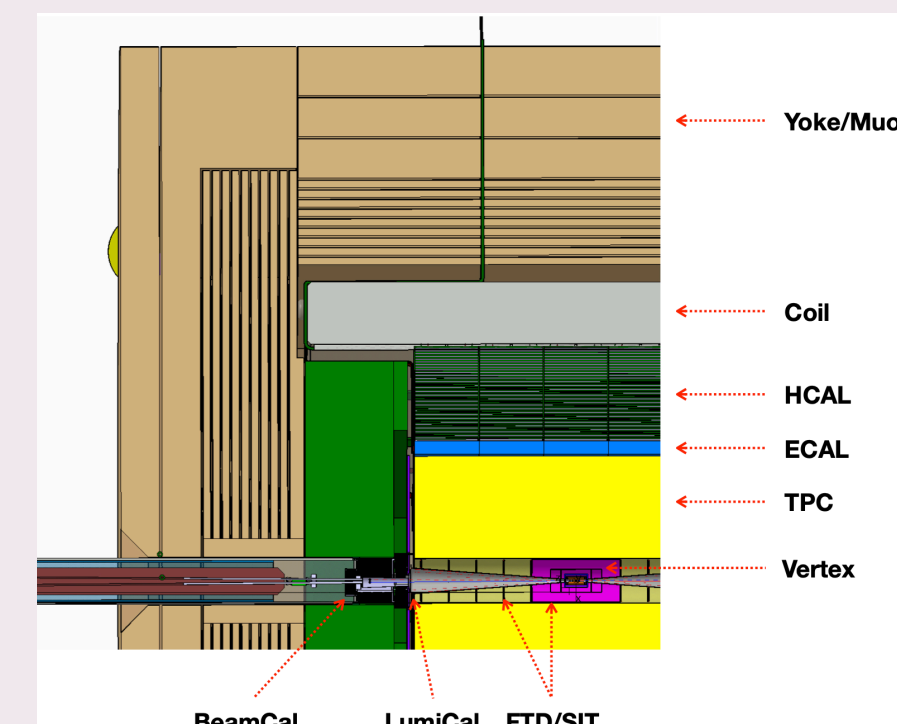 Yoke/Muo
Coil
HCAL
ECAL
TPC
Vertex
BeamCal
LumiCal
FTD/SIT